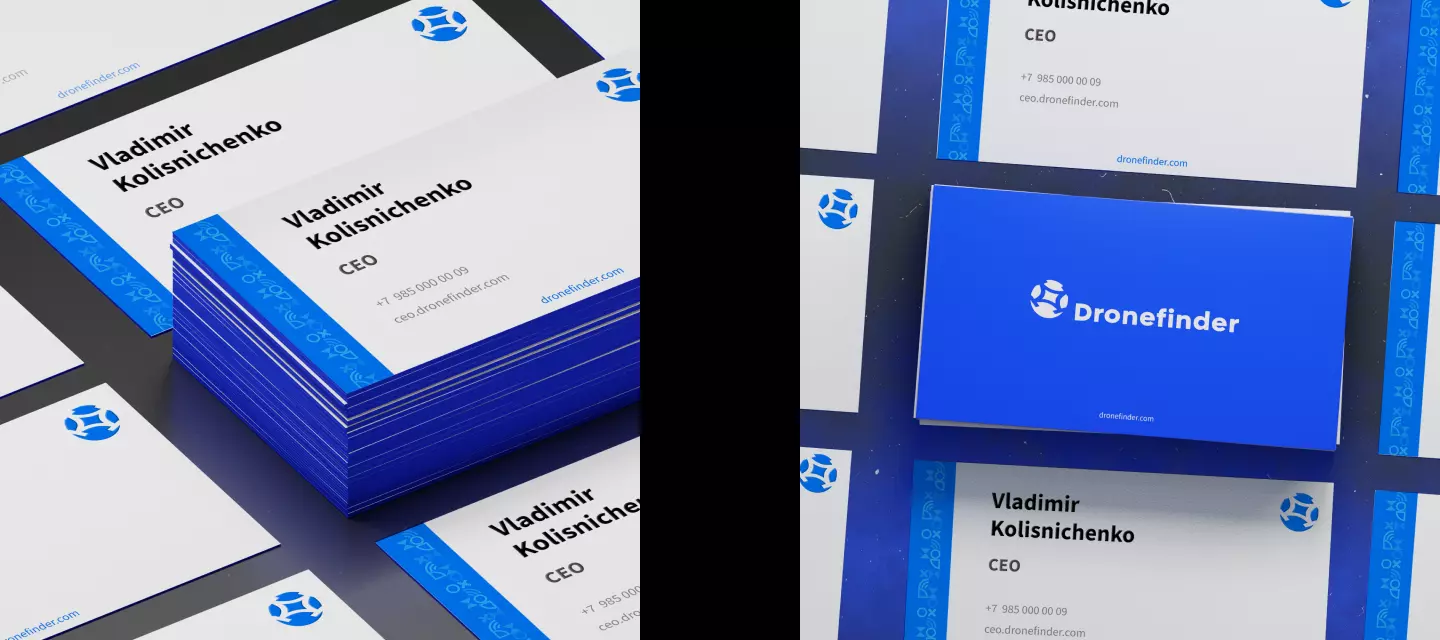 .com
dronefinder.com
Vladimir
Kolisnichenko
CEO
Vladimir
Kolisnichenko
CEO
+7 985 000 00 09
ceo.dronefinder.com
dronefinder.com
Vladimir
CEO
+7 985 000 00
dronefinder.com
Kolisnichenko
CEO
+7 985 000 00 09
ceo.dronefinder.com
dronefinder.com
Dronefinder
dronefinder.com
Vladimir
Kolisnichenko
CEO
+7 985 000 00 09
ceo.dronefinder.com